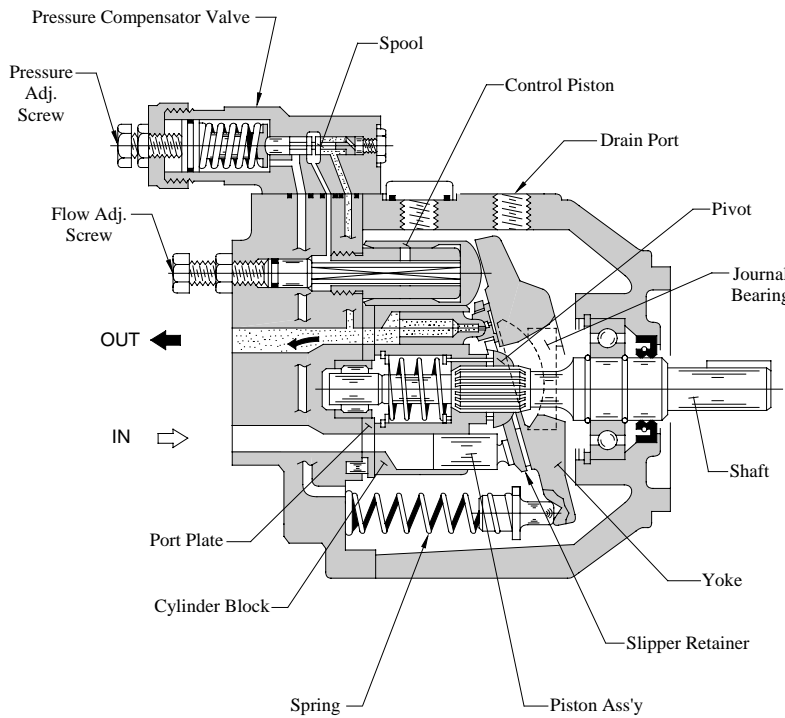 Pressure Compensator Valve
Spool
Pressure
Adj.
Screw
Control Piston
Drain Port
Flow Adj.
Screw
Pivot
Journal
Bearing
OUT
IN
Shaft
Port Plate
Yoke
Cylinder Block
Slipper Retainer
Spring
Piston Ass'y